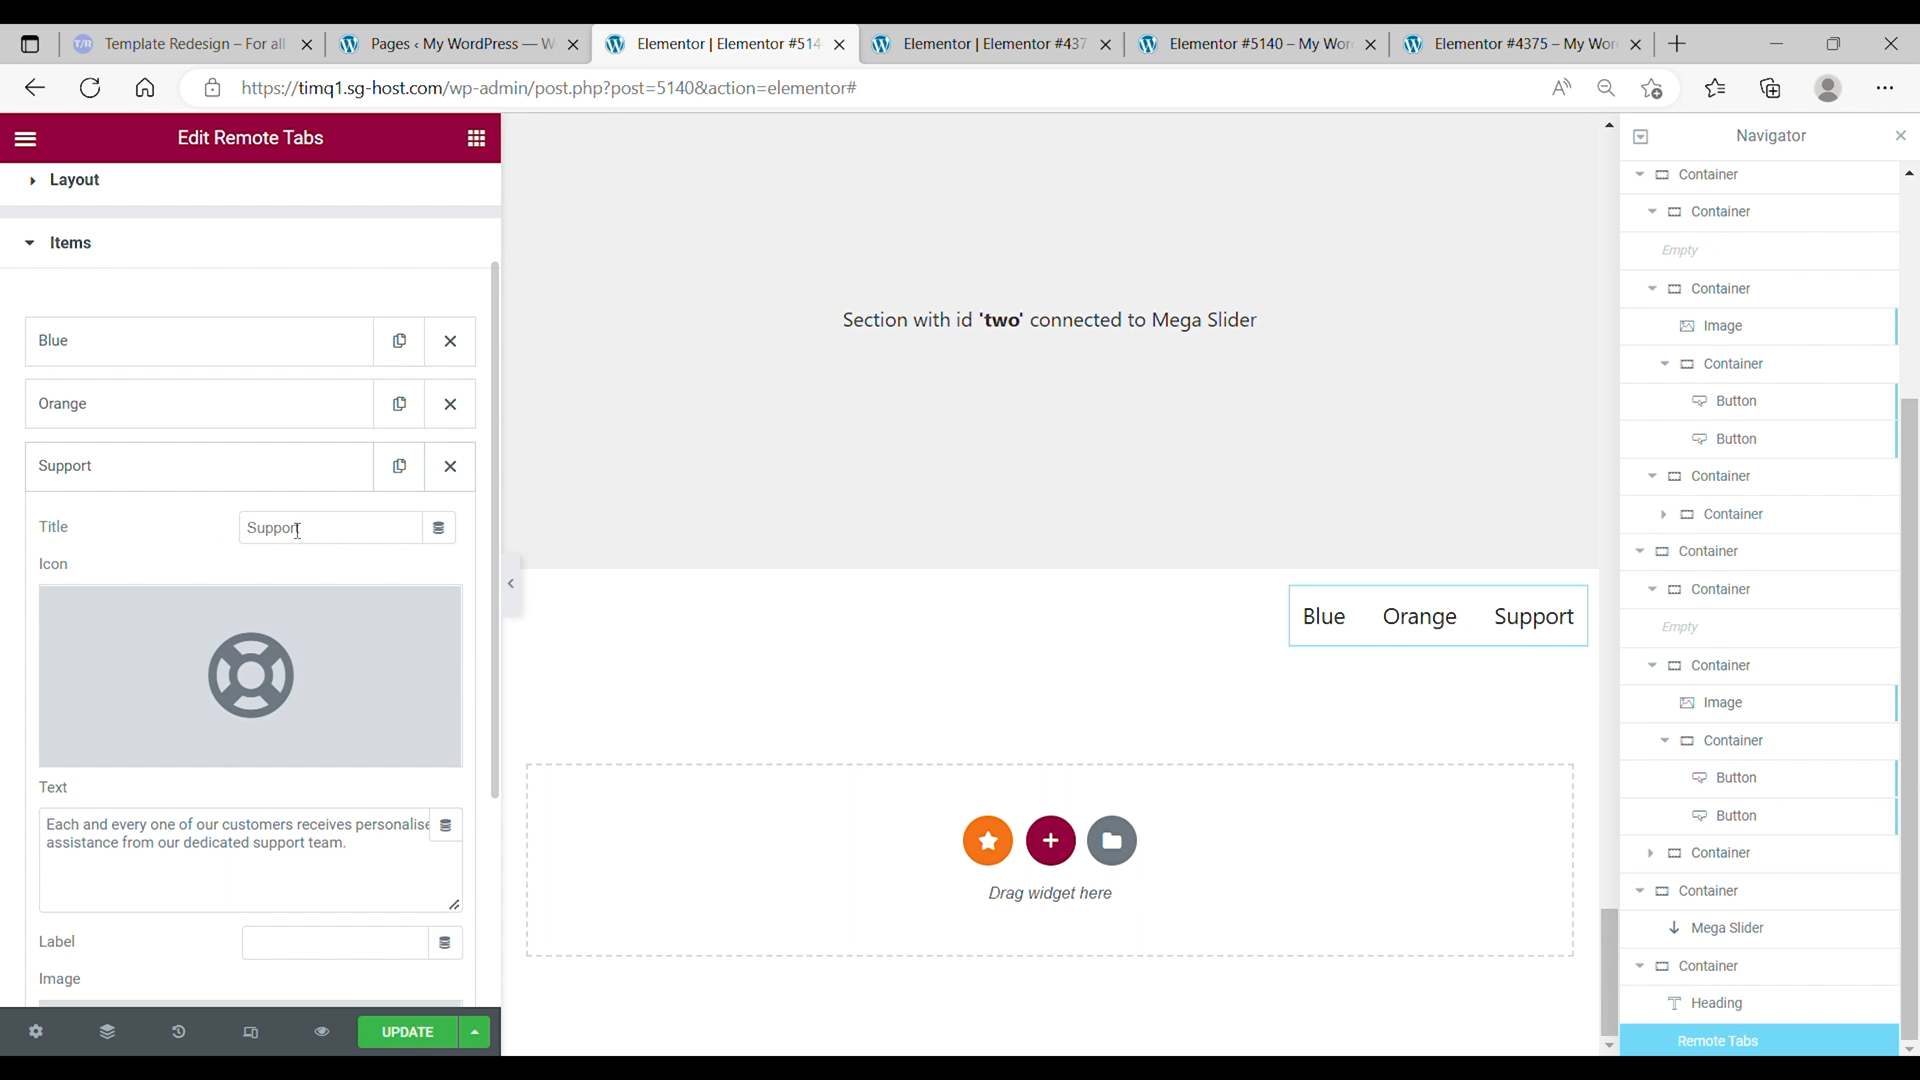 T/R Template Redesign – For all
Pages ‹ My WordPress — W
Elementor | Elementor #514
Elementor | Elementor #437
Elementor #5140 – My Wor
Elementor #4375 – My Wor
https://timq1.sg-host.com/wp-admin/post.php?post=5140&action=elementor#
Edit Remote Tabs
Layout
Items
Blue
Orange
Support
Title
Support
Icon
Text
Each and every one of our customers receives personalise
assistance from our dedicated support team.
Label
Image
UPDATE
Section with id 'two' connected to Mega Slider
Blue Orange Support
Drag widget here
Navigator
Container
Container
Empty
Container
Image
Container
Button
Button
Container
Container
Container
Container
Empty
Container
Image
Container
Button
Button
Container
Container
Mega Slider
Container
Heading
Remote Tabs